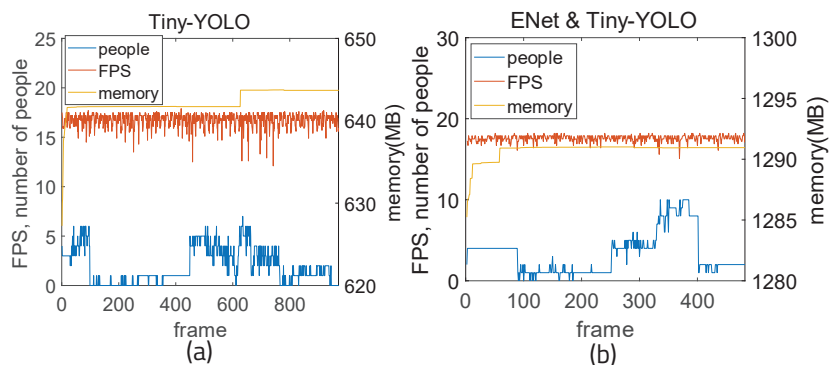 Tiny-YOLO
25
20
15
10
5
0
FPS, number of people
people
FPS
memory
650
640
630
620
memory(MB)
0 200 400 600 800
frame
(a)
ENet & Tiny-YOLO
30
20
10
0
FPS, number of people
people
FPS
memory
1300
1295
1290
1285
1280
memory(MB)
0 100 200 300 400
frame
(b)